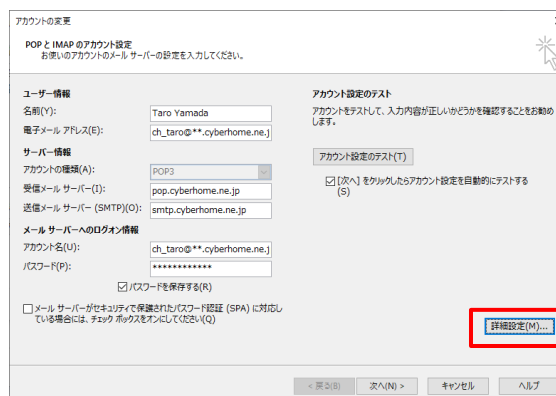 アカウントの変更
POP と IMAP のアカウント設定
お使いのアカウントのメール サーバーの設定を入力してください。
ユーザー情報
名前(Y): Taro Yamada
電子メール アドレス(E): ch_taro@**.cyberhome.ne.j
サーバー情報
アカウントの種類(A): POP3
受信メール サーバー(I): pop.cyberhome.ne.jp
送信メール サーバー (SMTP)(O): smtp.cyberhome.ne.jp
メール サーバーへのログオン情報
アカウント名(U): ch_taro@**.cyberhome.ne.j
パスワード(P): ************
パスワードを保存する(R)
メール サーバーがセキュリティで保護されたパスワード認証 (SPA) に対応し
ている場合には、チェック ボックスをオンにしてください(Q)
アカウント設定のテスト
アカウントをテストして、入力内容が正しいかどうかを確認することをお勧め
します。
アカウント設定のテスト(T)
[次へ] をクリックしたらアカウント設定を自動的にテストする
(S)
詳細設定(M)...
< 戻る(B) 次へ(N) > キャンセル ヘルプ